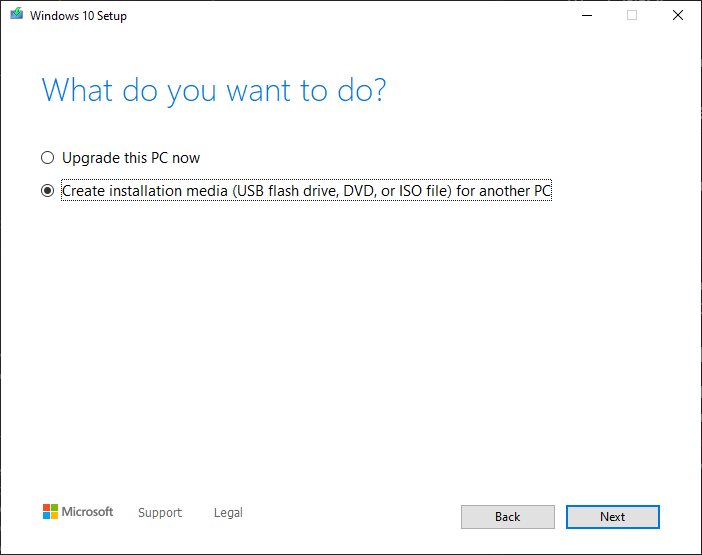 Windows 10 Setup
What do you want to do?
Upgrade this PC now
Create installation media (USB flash drive, DVD, or ISO file) for another PC
Microsoft Support Legal Back Next